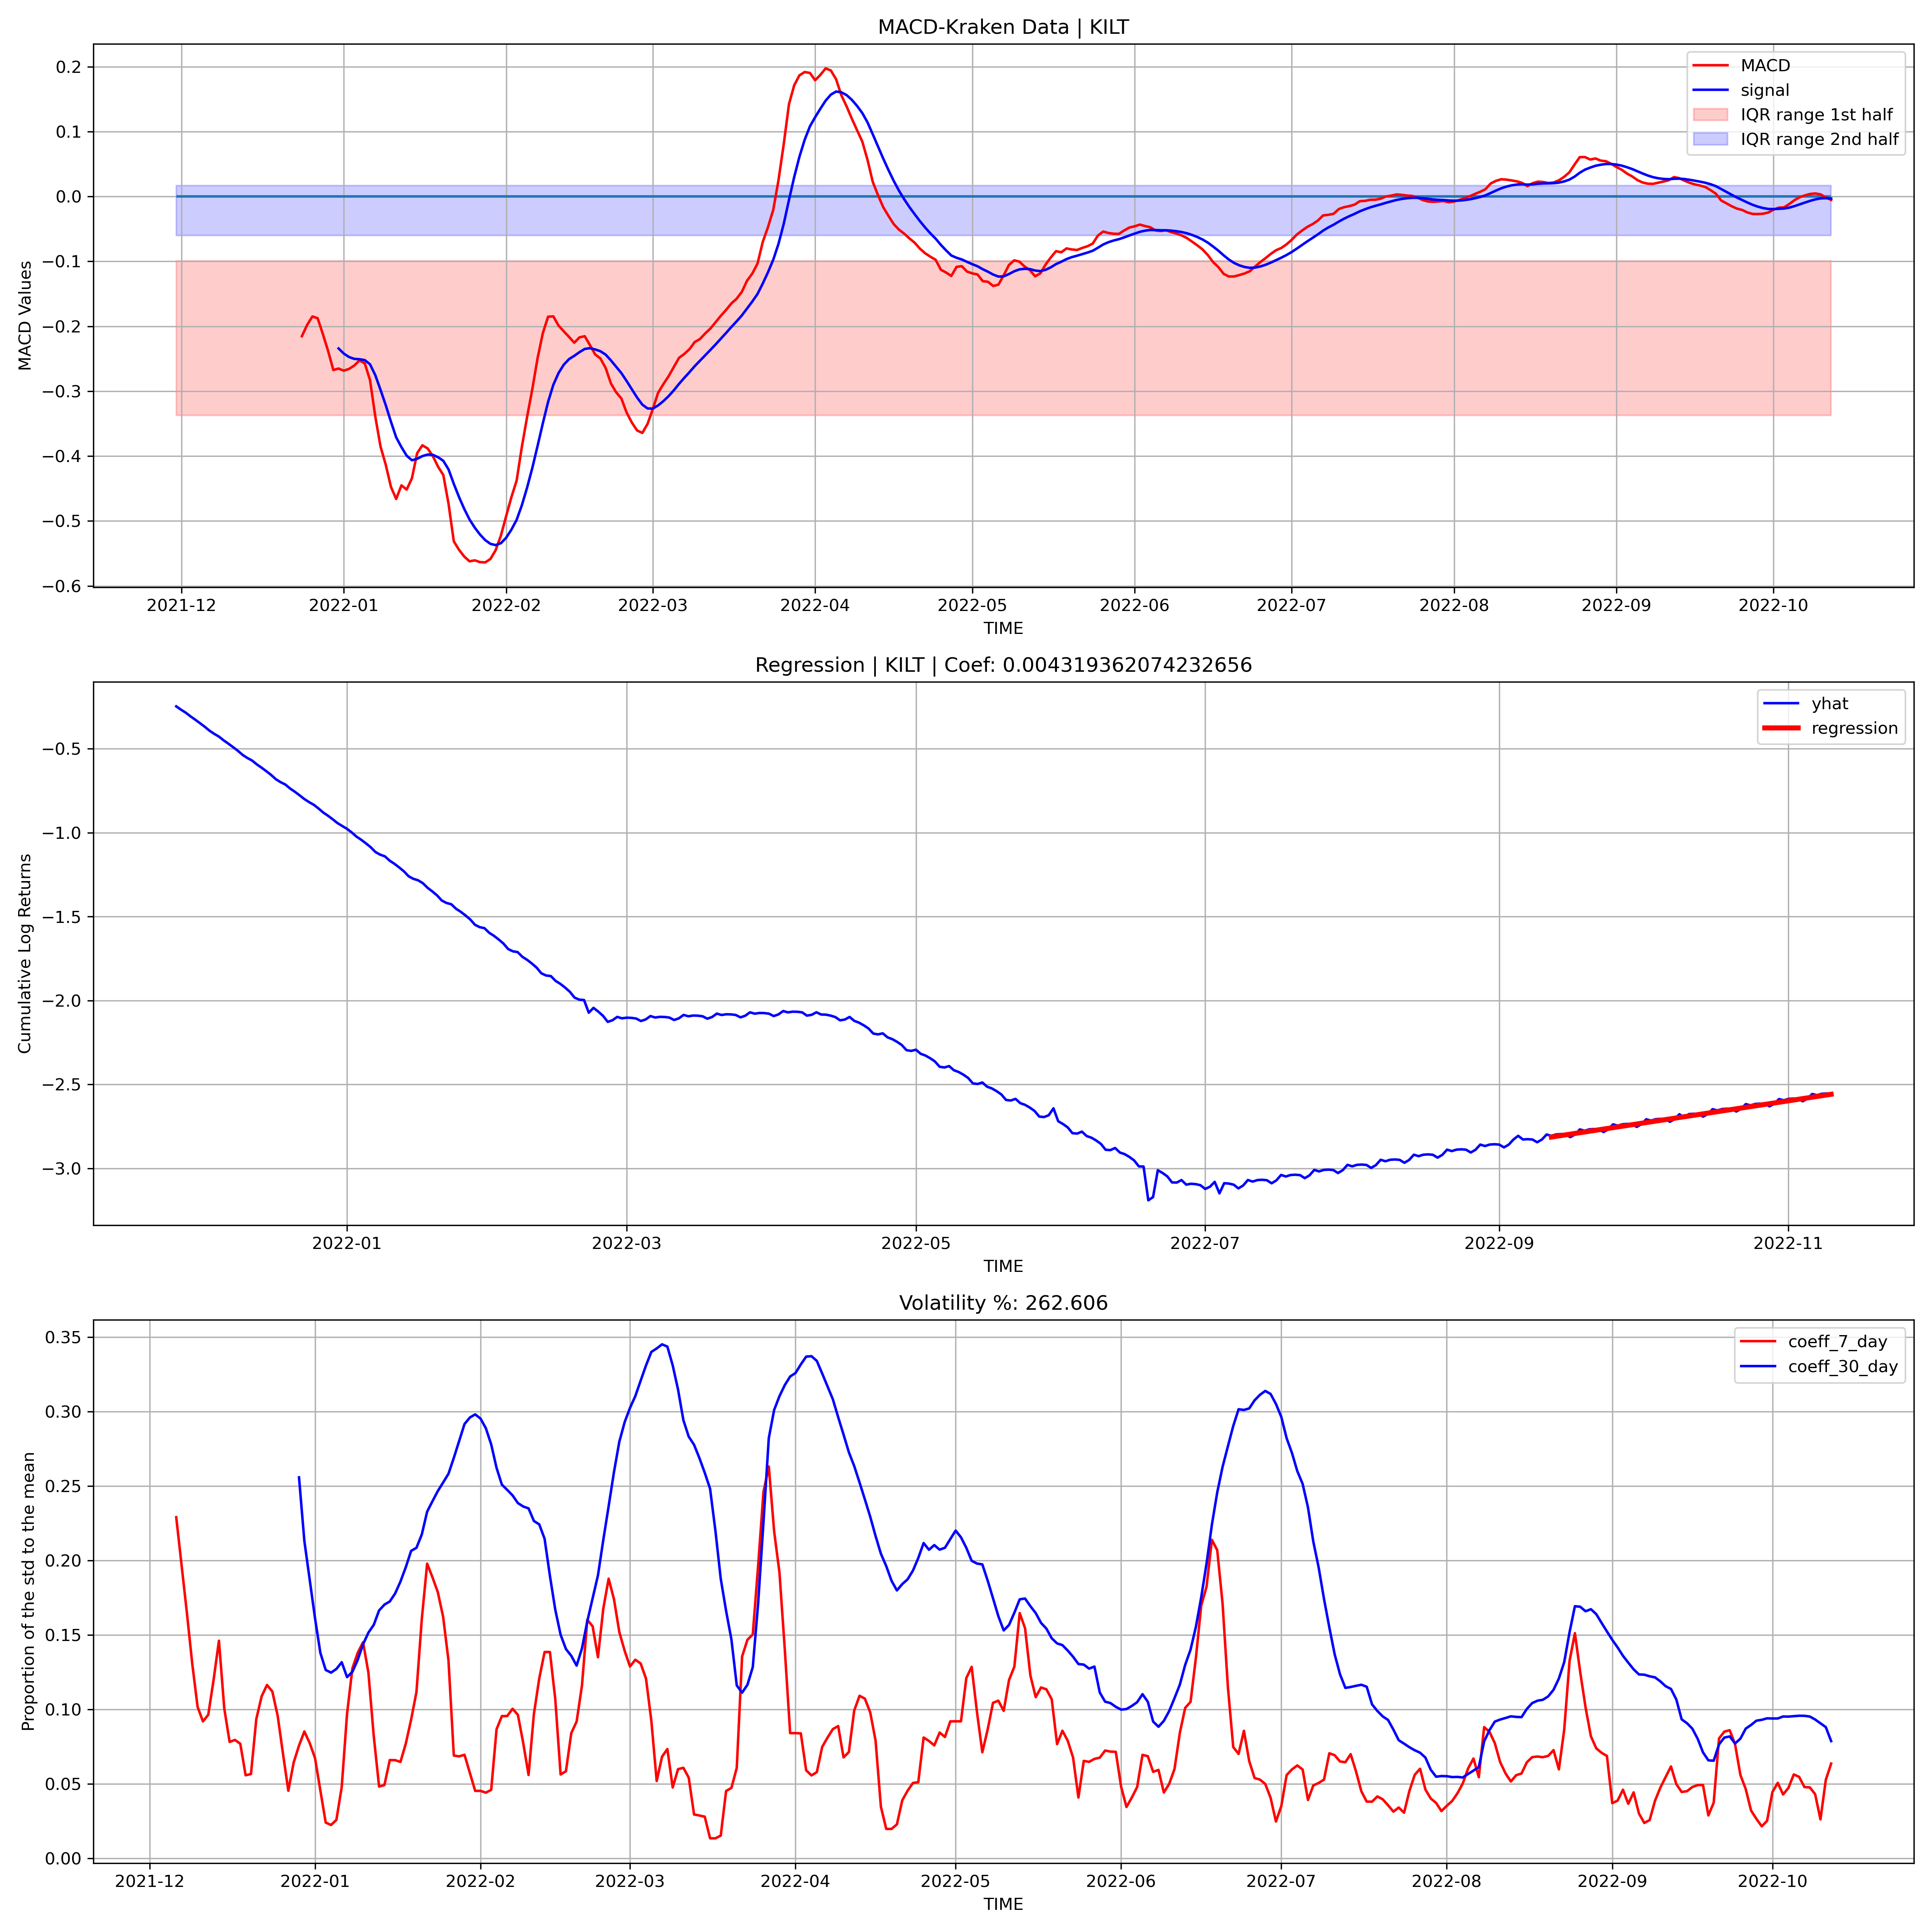 MACD-Kraken Data | KILT
MACD Values
0.2
0.1
0.0
−0.1
−0.2
−0.3
−0.4
−0.5
−0.6
MACD
signal
IQR range 1st half
IQR range 2nd half
2021-12 2022-01 2022-02 2022-03 2022-04 2022-05 2022-06 2022-07 2022-08 2022-09 2022-10
TIME
Regression | KILT | Coef: 0.004319362074232656
Cumulative Log Returns
−0.5
−1.0
−1.5
−2.0
−2.5
−3.0
yhat
regression
2022-01 2022-03 2022-05 2022-07 2022-09 2022-11
TIME
Volatility %: 262.606
Proportion of the std to the mean
0.35
0.30
0.25
0.20
0.15
0.10
0.05
0.00
coeff_7_day
coeff_30_day
2021-12 2022-01 2022-02 2022-03 2022-04 2022-05 2022-06 2022-07 2022-08 2022-09 2022-10
TIME